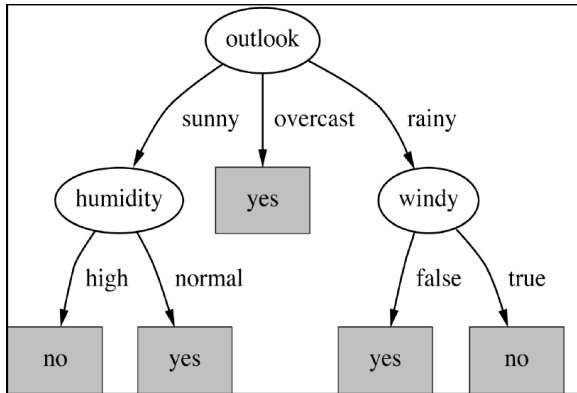 outlook
sunny overcast rainy
humidity yes windy
high normal false true
no yes yes no